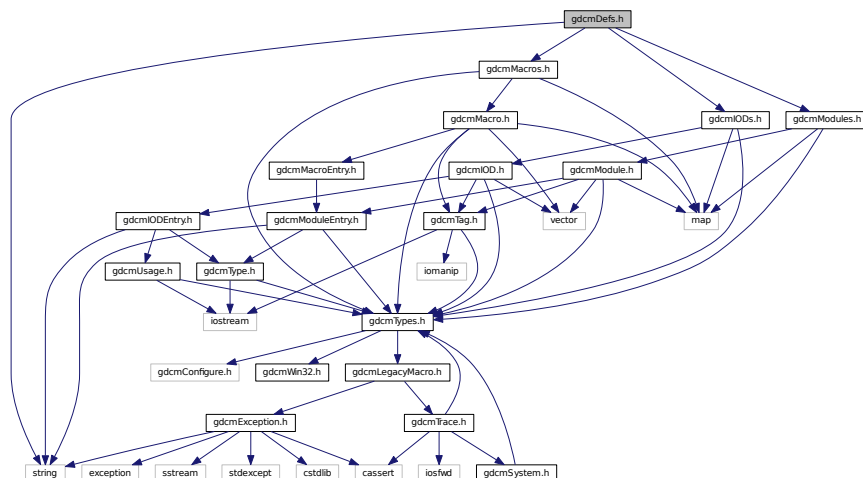 gdcmDefs.h
gdcmMacros.h
gdcmMacro.h
gdcmIODs.h
gdcmModules.h
gdcmMacroEntry.h
gdcmIOD.h
gdcmModule.h
gdcmIODEntry.h
gdcmModuleEntry.h
gdcmTag.h
vector
map
gdcmUsage.h
gdcmType.h
iomanip
iostream
gdcmTypes.h
gdcmConfigure.h
gdcmWin32.h
gdcmLegacyMacro.h
gdcmException.h
gdcmTrace.h
string
exception
sstream
stdexcept
cstdlib
cassert
iosfwd
gdcmSystem.h